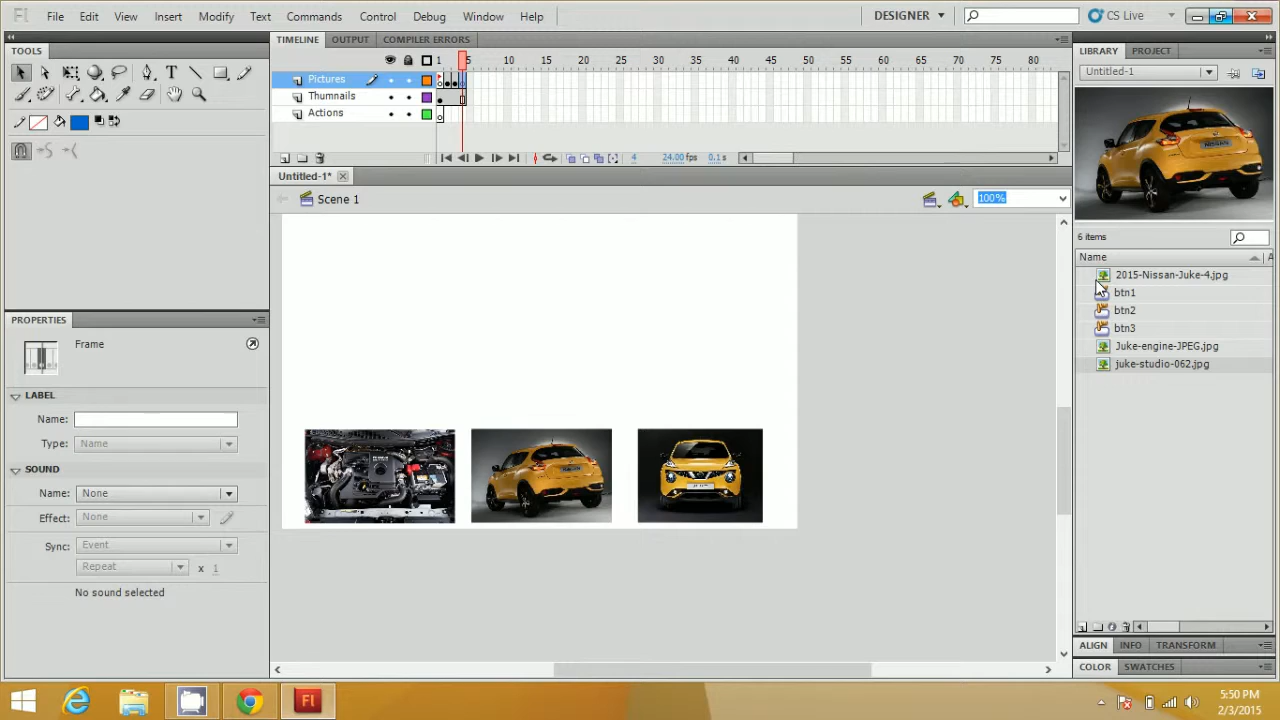 Fl File Edit View Insert Modify Text Commands Control Debug Window Help DESIGNER CS Live
TOOLS
TIMELINE OUTPUT COMPILER ERRORS
LIBRARY PROJECT
1 5 10 15 20 25 30 35 40 45 50 55 60 65 70 75 80
Untitled-1
Pictures
Thumnails
Actions
4 24.00 fps 0.1 s
Untitled-1*
Scene 1
100%
6 items
Name
2015-Nissan-Juke-4.jpg
btn1
btn2
btn3
Juke-engine-JPEG.jpg
juke-studio-062.jpg
PROPERTIES
Frame
LABEL
Name:
Type: Name
SOUND
Name: None
Effect: None
Sync: Event
Repeat x 1
No sound selected
ALIGN INFO TRANSFORM
COLOR SWATCHES
Fl
5:50 PM
2/3/2015